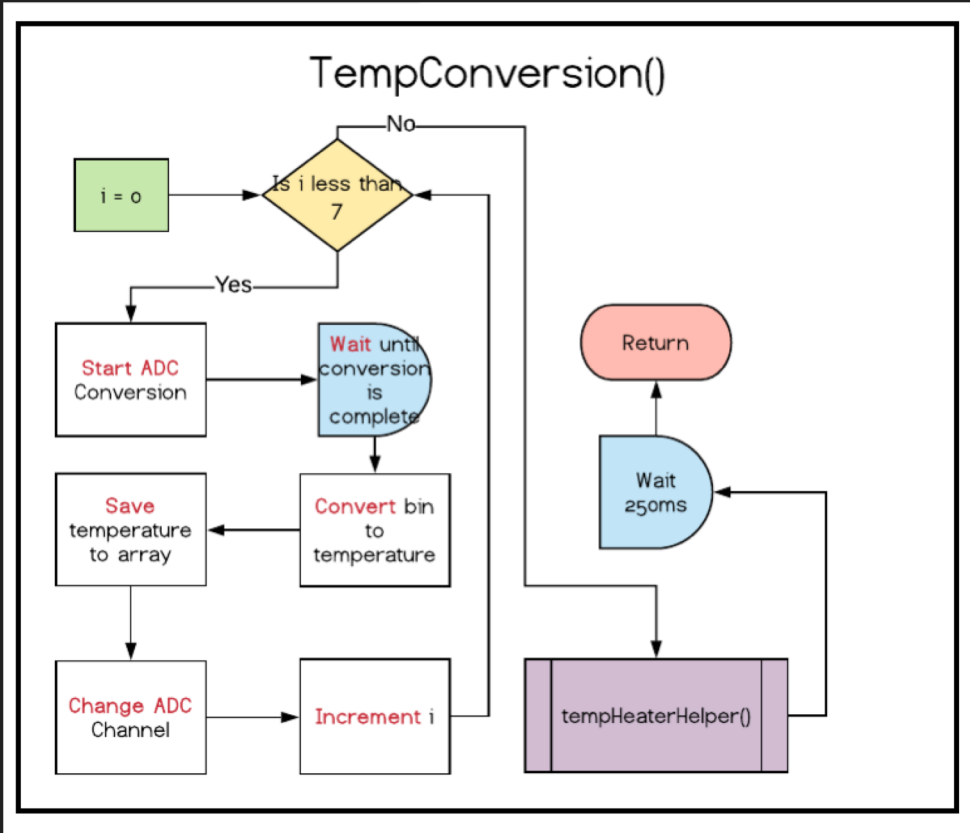 TempConversion()
No
i = 0
Is i less than
7
Yes
Start ADC
Conversion
Wait until
conversion
is
complete
Return
Save
temperature
to array
Convert bin
to
temperature
Wait
250ms
Change ADC
Channel
Increment i
tempHeaterHelper()